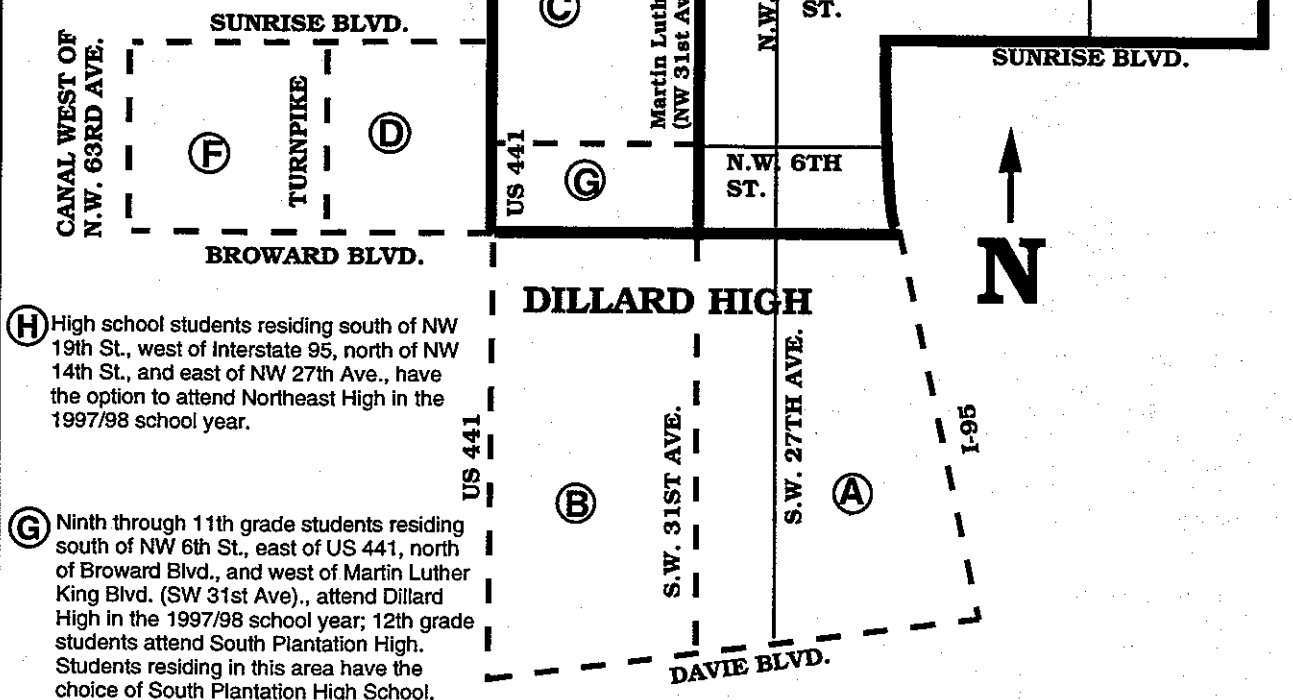 SUNRISE BLVD.
CANAL WEST OF
N.W. 63RD AVE.
F
TURNPIKE
D
BROWARD BLVD.
C
Martin Luth
(NW 31st Av
N.W.
ST.
SUNRISE BLVD.
US 441
G
N.W. 6TH
ST.
N
DILLARD HIGH
H High school students residing south of NW
19th St., west of Interstate 95, north of NW
14th St., and east of NW 27th Ave., have
the option to attend Northeast High in the
1997/98 school year.
US 441
B
S.W. 31ST AVE.
S.W. 27TH AVE.
A
I-95
G Ninth through 11th grade students residing
south of NW 6th St., east of US 441, north
of Broward Blvd., and west of Martin Luther
King Blvd. (SW 31st Ave)., attend Dillard
High in the 1997/98 school year; 12th grade
students attend South Plantation High.
Students residing in this area have the
choice of South Plantation High School.
DAVIE BLVD.